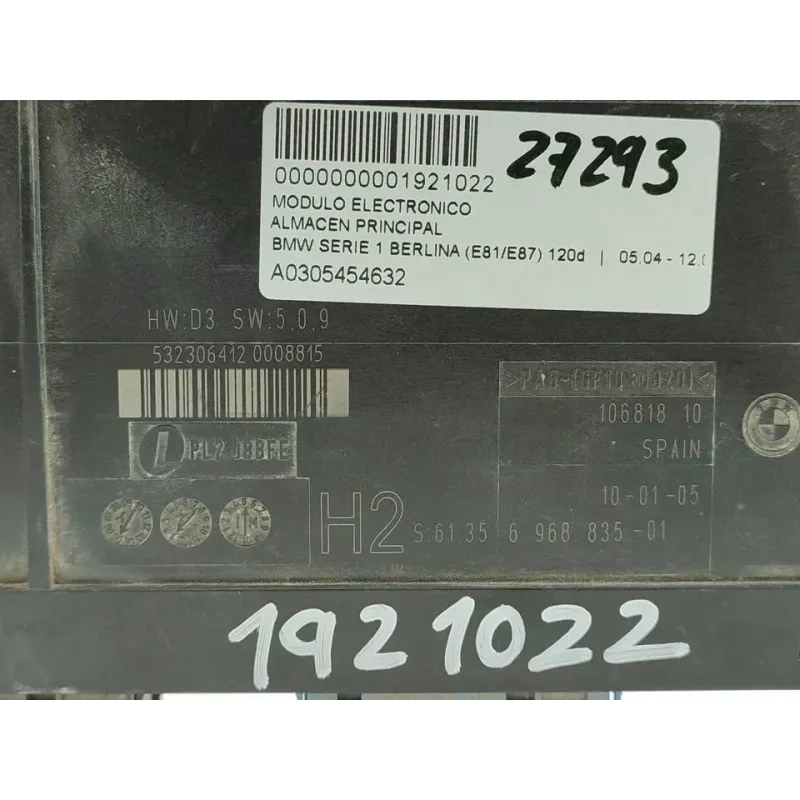 27293
0000000001921022
MODULO ELECTRONICO
ALMACEN PRINCIPAL
BMW SERIE 1 BERLINA (E81/E87) 120d | 05.04 - 12.0
A0305454632
HW:D3 SW:5.0.9
532306412 0008815
106818 10
SPAIN
PL2
10-01-05
H2
S:61.35 6 968 835-01
1921022